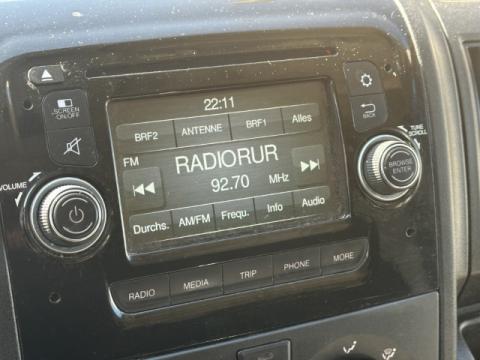 22:11
BRF2 ANTENNE BRF1 Alles
FM
RADIORUR
92.70 MHz
Durchs. AM/FM Frequ. Info Audio
SCREEN
ON/OFF
VOLUME
BACK
TUNE
SCROLL
BROWSE
ENTER
RADIO MEDIA TRIP PHONE MORE